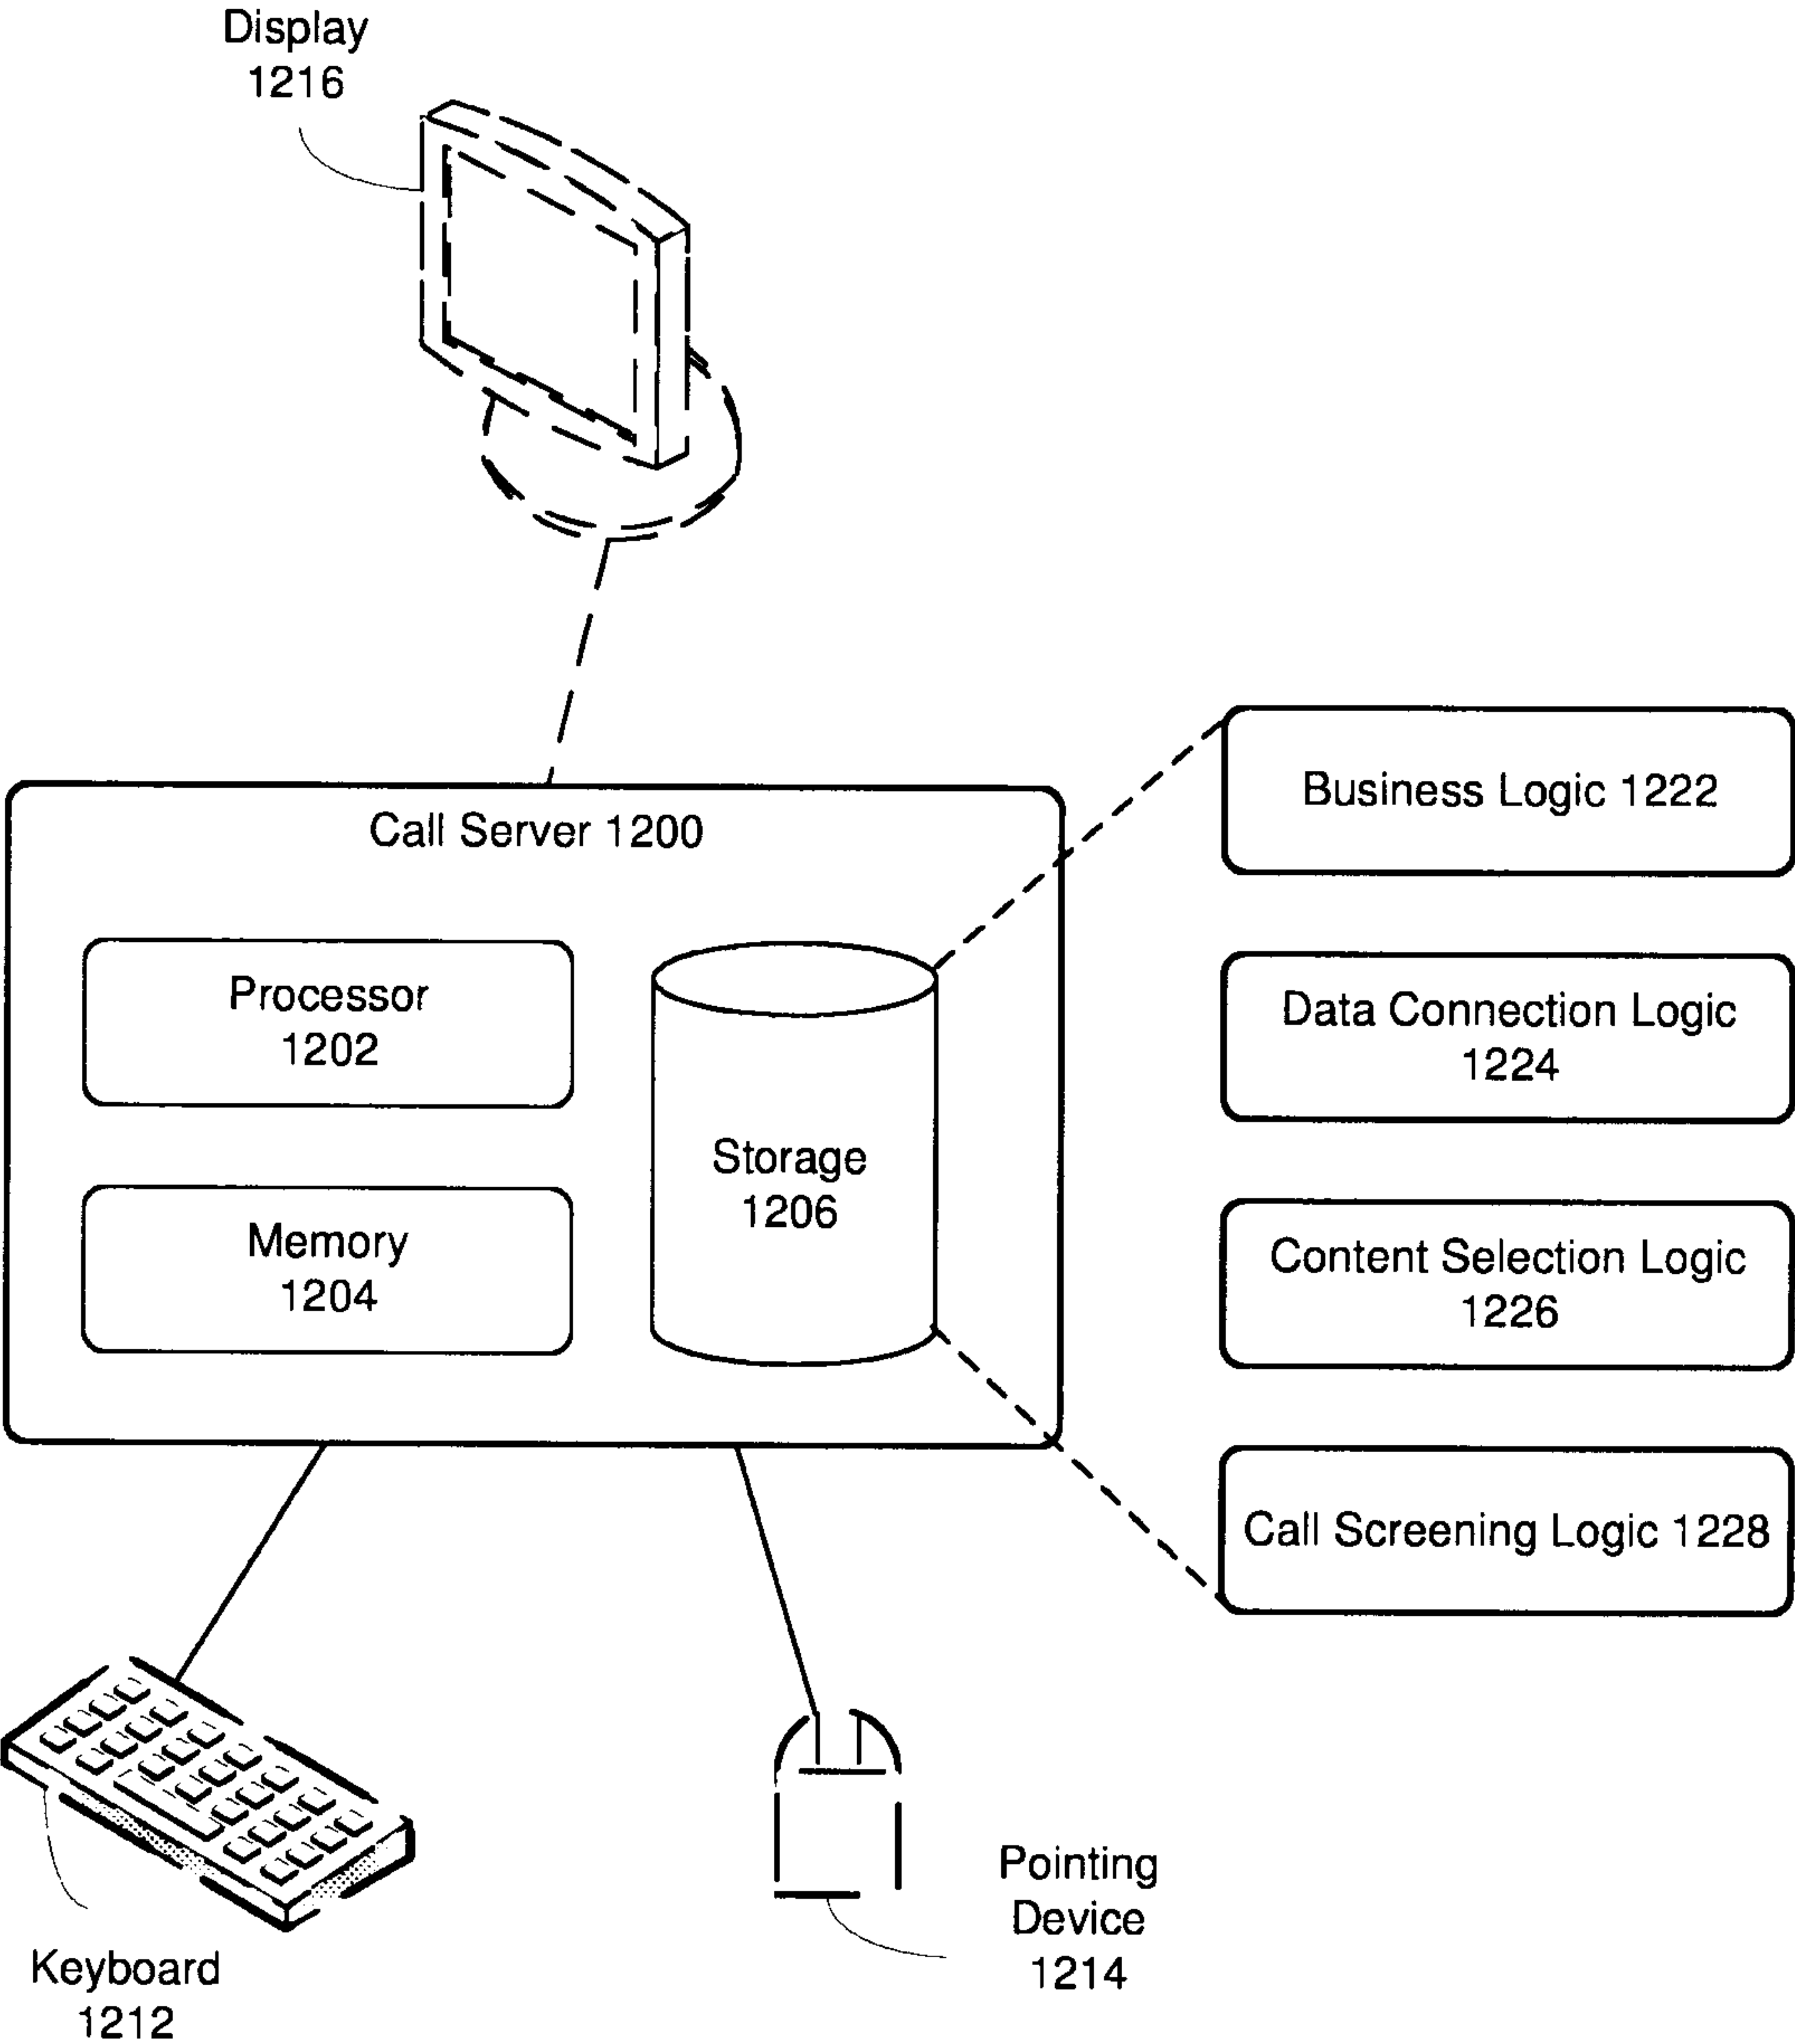 Display
1216
Call Server 1200
Processor
1202
Memory
1204
Storage
1206
Business Logic 1222
Data Connection Logic
1224
Content Selection Logic
1226
Call Screening Logic 1228
Keyboard
1212
Pointing
Device
1214